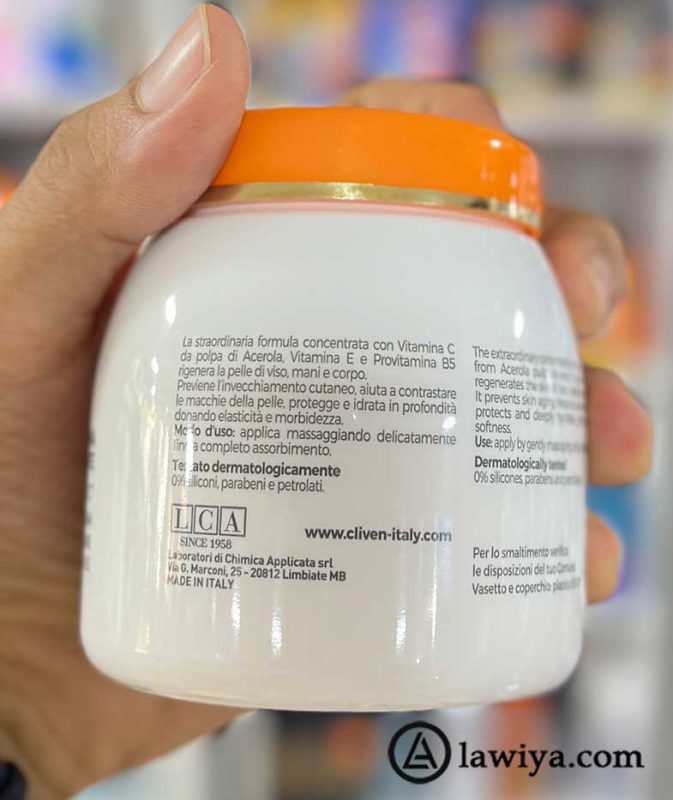 La straordinaria formula concentrata con Vitamina C
da polpa di Acerola, Vitamina E e Provitamina B5
rigenera la pelle di viso, mani e corpo.
Previene l'invecchiamento cutaneo, aiuta a contrastare
le macchie della pelle, protegge e idrata in profondità
donando elasticità e morbidezza.
Modo d'uso: applica massaggiando delicatamente
fino a completo assorbimento.
Testato dermatologicamente
0% siliconi, parabeni e petrolati.
LCA
SINCE 1958
www.cliven-italy.com
Laboratori di Chimica Applicata srl
Via G. Marconi, 25 - 20812 Limbiate MB
MADE IN ITALY
The extraordinary
from Acerola
regenerates the
It prevents skin
protects and
softness.
Use: apply by gently
Dermatologically tested
0% silicones, parabens
Per lo smaltimento verifica
le disposizioni del tuo Comune
Vasetto e coperchio
lawiya.com